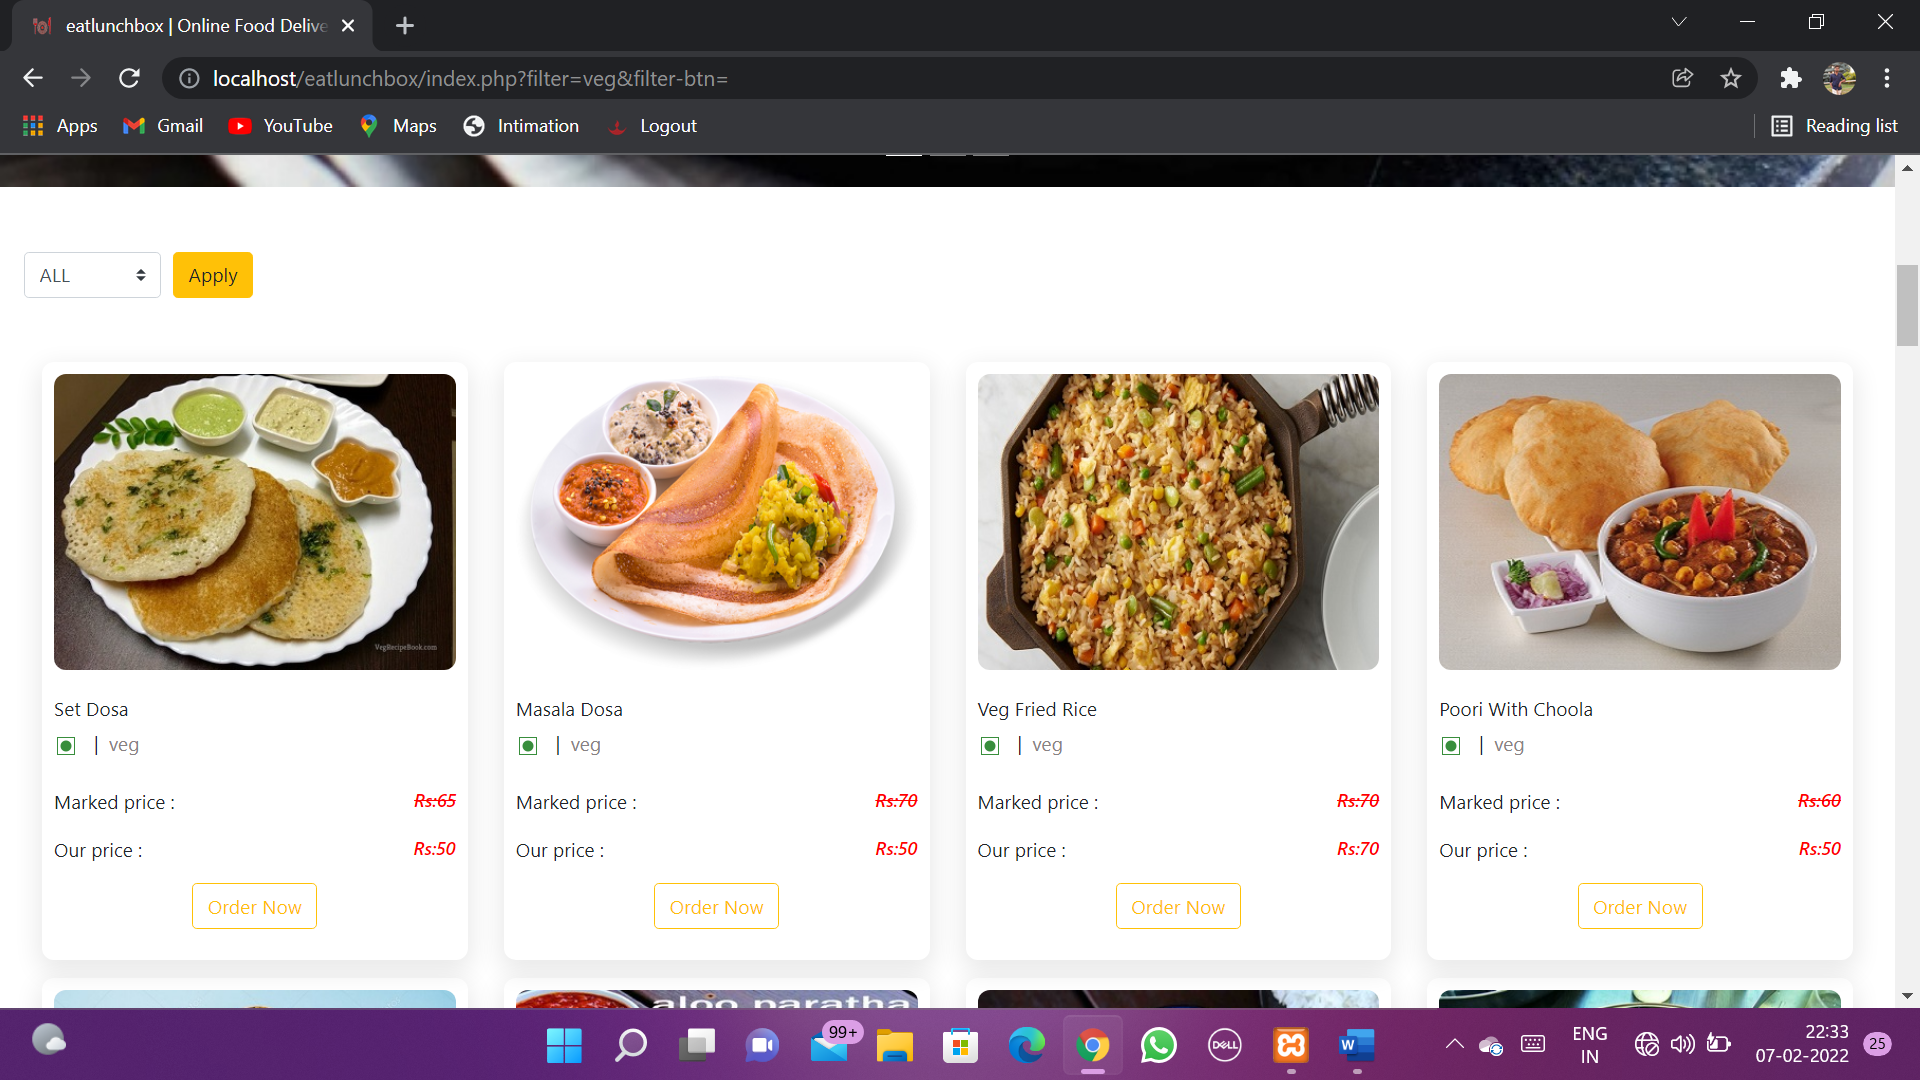 eatlunchbox | Online Food Delive
localhost/eatlunchbox/index.php?filter=veg&filter-btn=
Apps Gmail YouTube Maps Intimation Logout Reading list
ALL Apply
VegRecipeBook.com
Set Dosa Masala Dosa Veg Fried Rice Poori With Choola
| veg | veg | veg | veg
Marked price : Rs:65 Marked price : Rs:70 Marked price : Rs:70 Marked price : Rs:60
Our price : Rs:50 Our price : Rs:50 Our price : Rs:70 Our price : Rs:50
Order Now Order Now Order Now Order Now
aloo paratha
99+
W
DELL
ENG
IN
22:33
07-02-2022
25